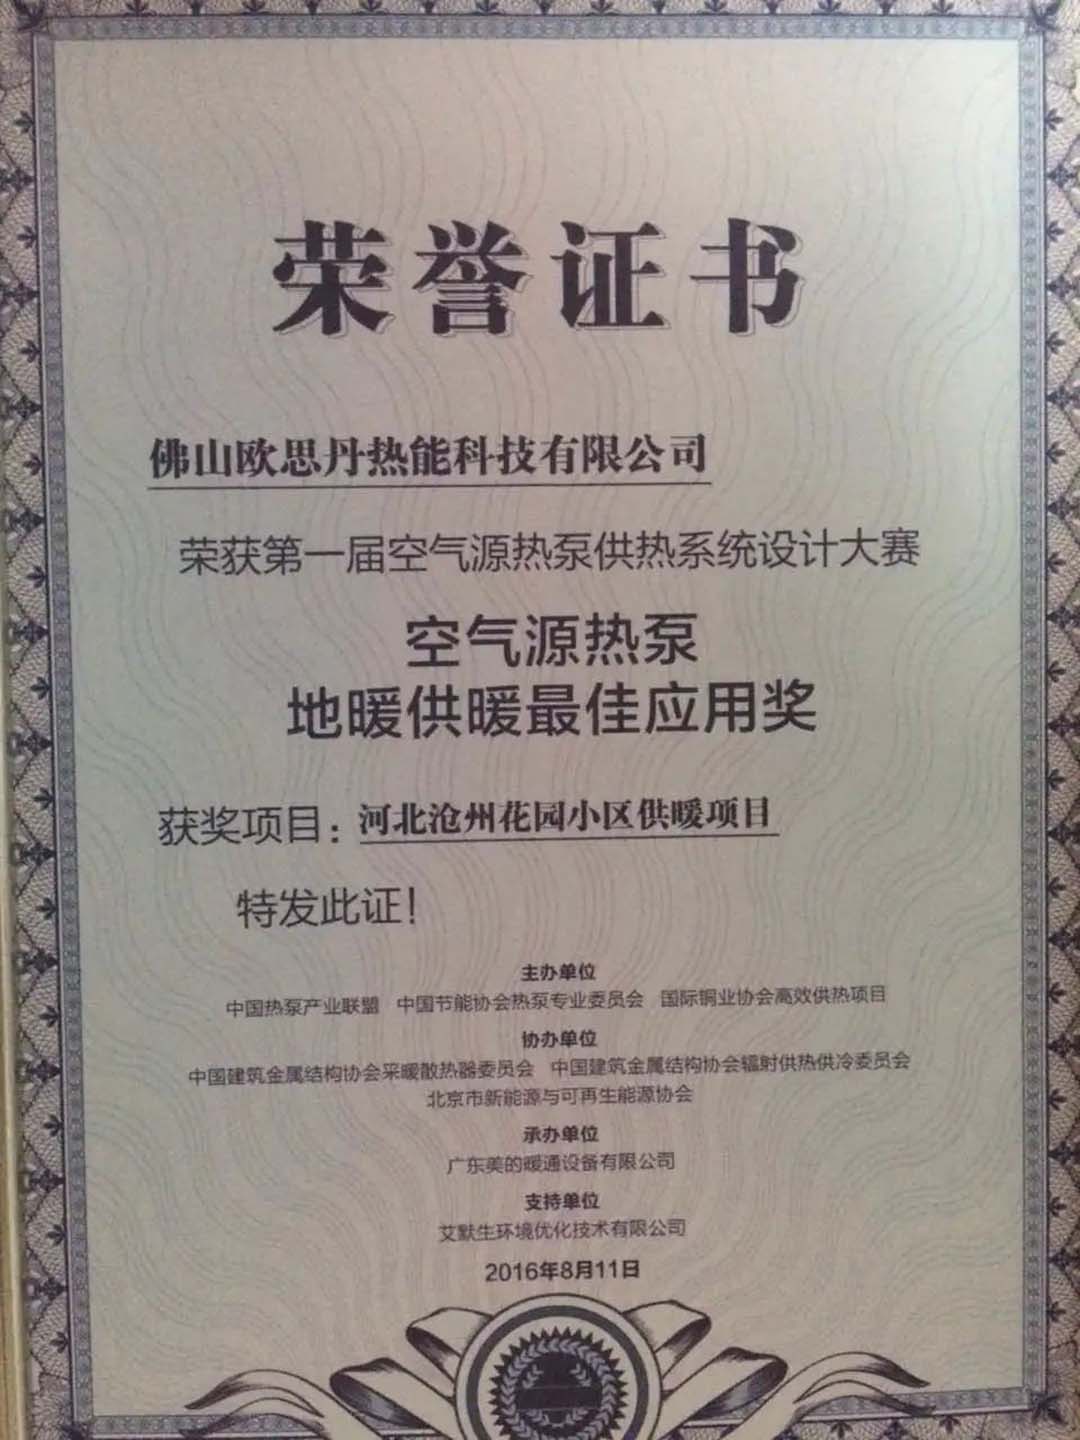 荣誉证书
佛山欧思丹热能科技有限公司
荣获第一届空气源热泵供热系统设计大赛
空气源热泵
地暖供暖最佳应用奖
获奖项目：河北沧州花园小区供暖项目
特发此证！
主办单位
中国热泵产业联盟 中国节能协会热泵专业委员会 国际铜业协会高效供热项目
协办单位
中国建筑金属结构协会采暖散热器委员会 中国建筑金属结构协会辐射供热供冷委员会
北京市新能源与可再生能源协会
承办单位
广东美的暖通设备有限公司
支持单位
艾默生环境优化技术有限公司
2016年8月11日